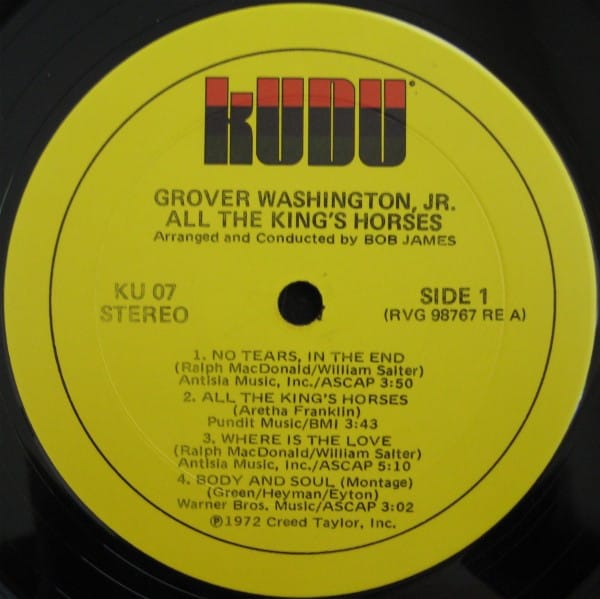 KUDU®
GROVER WASHINGTON, JR.
ALL THE KING'S HORSES
Arranged and Conducted by BOB JAMES
KU 07
STEREO
SIDE 1
(RVG 98767 RE A)
1. NO TEARS, IN THE END
(Ralph MacDonald/William Salter)
Antisia Music, Inc./ASCAP 3:50
2. ALL THE KING'S HORSES
(Aretha Franklin)
Pundit Music/BMI 3:43
3. WHERE IS THE LOVE
(Ralph MacDonald/William Salter)
Antisia Music, Inc./ASCAP 5:10
4. BODY AND SOUL (Montage)
(Green/Heyman/Eyton)
Warner Bros. Music/ASCAP 3:02
℗1972 Creed Taylor, Inc.